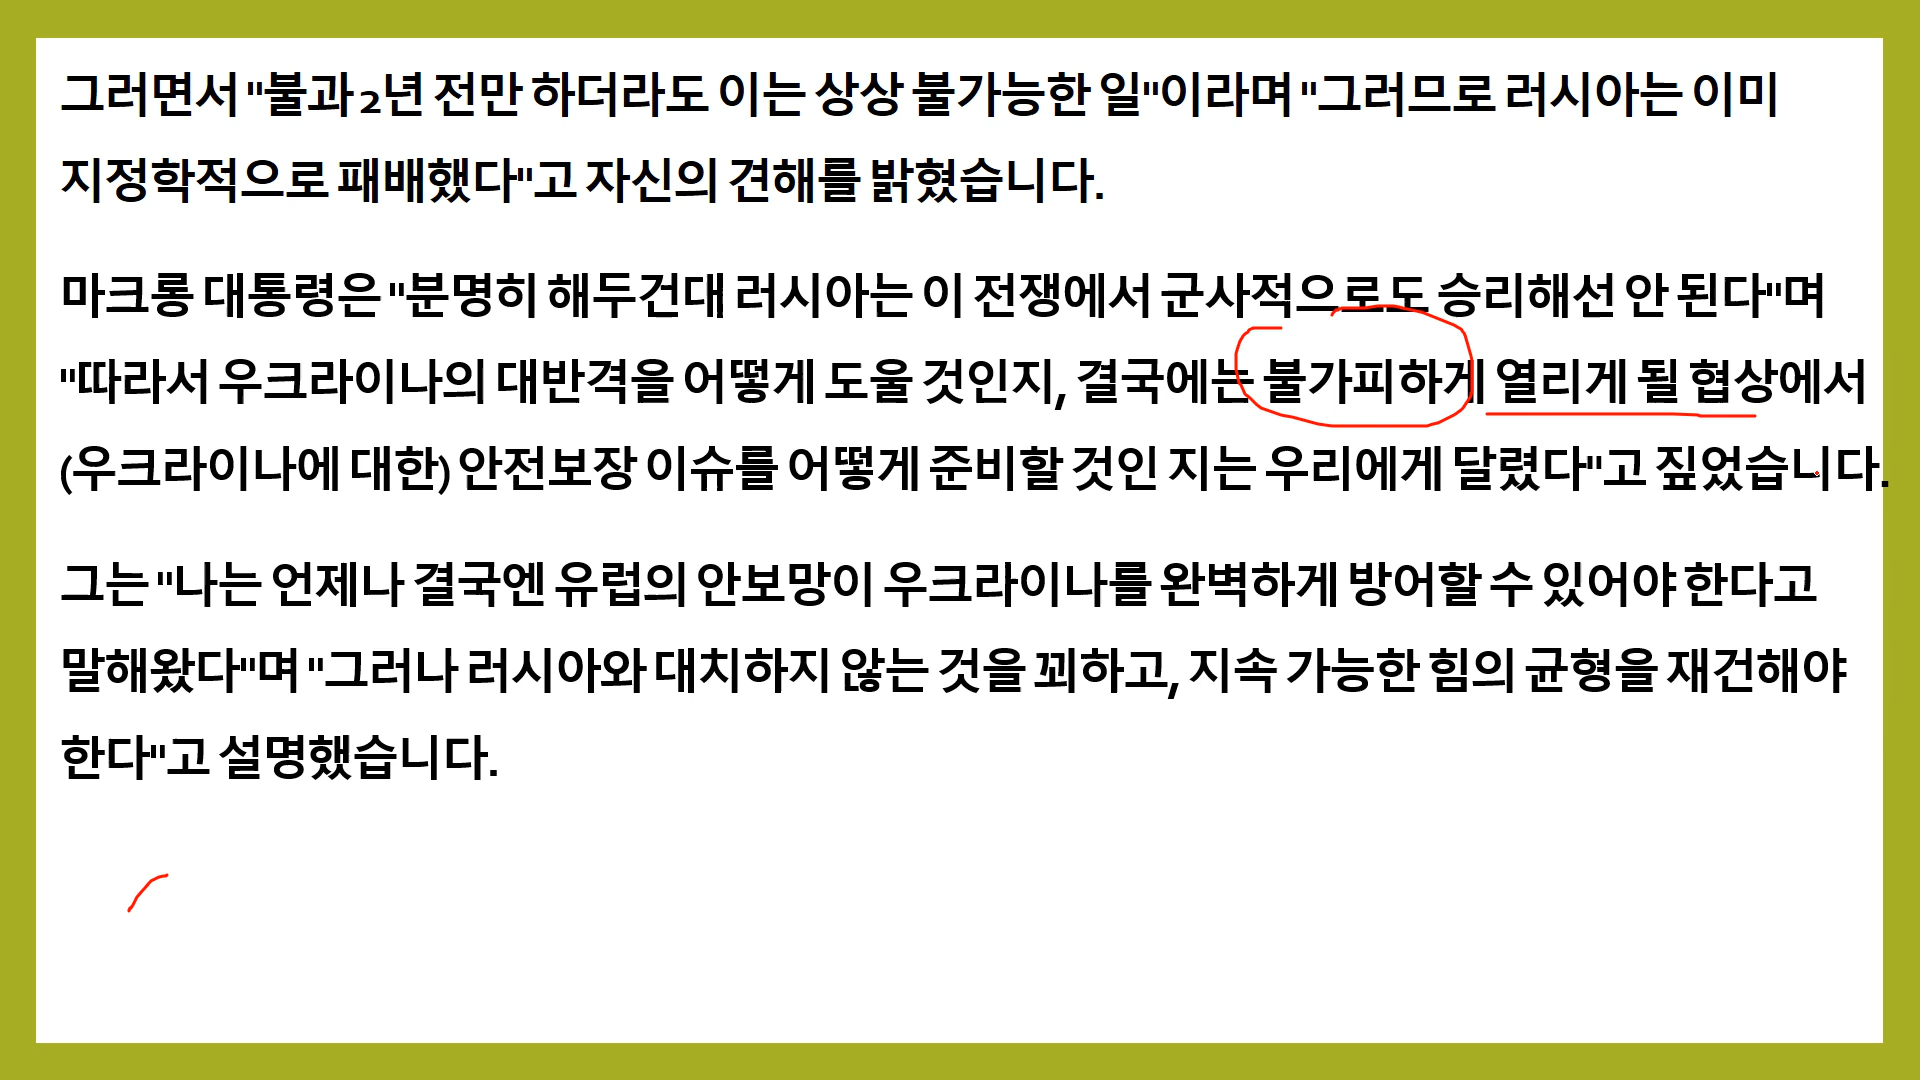 그러면서 "불과 2년 전만 하더라도 이는 상상 불가능한 일"이라며 "그러므로 러시아는 이미
지정학적으로 패배했다"고 자신의 견해를 밝혔습니다.
마크롱 대통령은 "분명히 해두건대 러시아는 이 전쟁에서 군사적으로도 승리해선 안 된다"며
"따라서 우크라이나의 대반격을 어떻게 도울 것인지, 결국에는 불가피하게 열리게 될 협상에서
(우크라이나에 대한) 안전보장 이슈를 어떻게 준비할 것인 지는 우리에게 달렸다"고 짚었습니다.
그는 "나는 언제나 결국엔 유럽의 안보망이 우크라이나를 완벽하게 방어할 수 있어야 한다고
말해왔다"며 "그러나 러시아와 대치하지 않는 것을 꾀하고, 지속 가능한 힘의 균형을 재건해야
한다"고 설명했습니다.